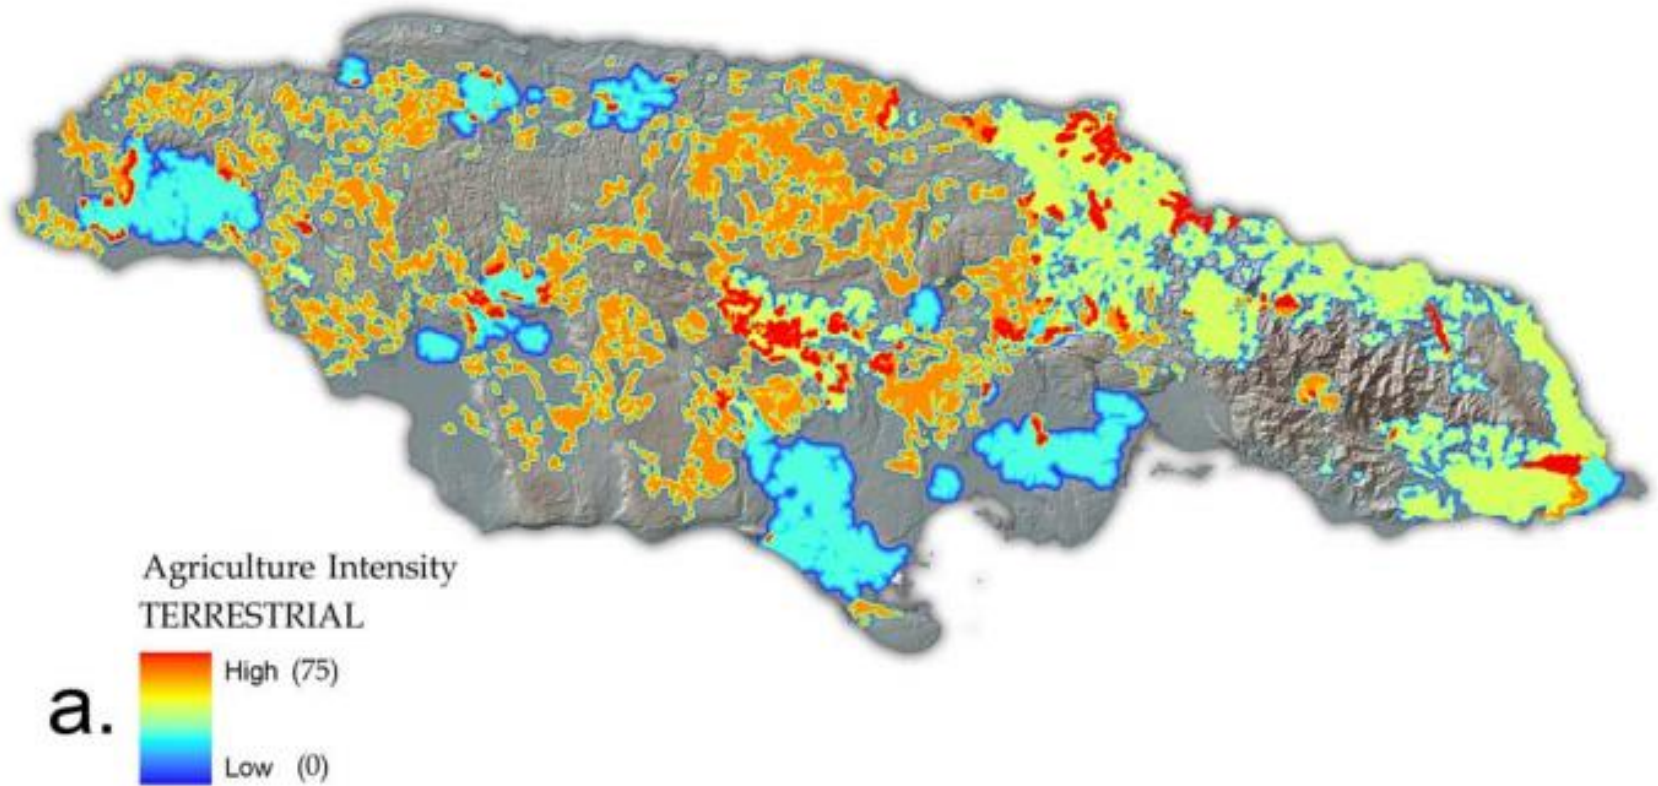 Agriculture Intensity
TERRESTRIAL
High (75)
a.
Low (0)